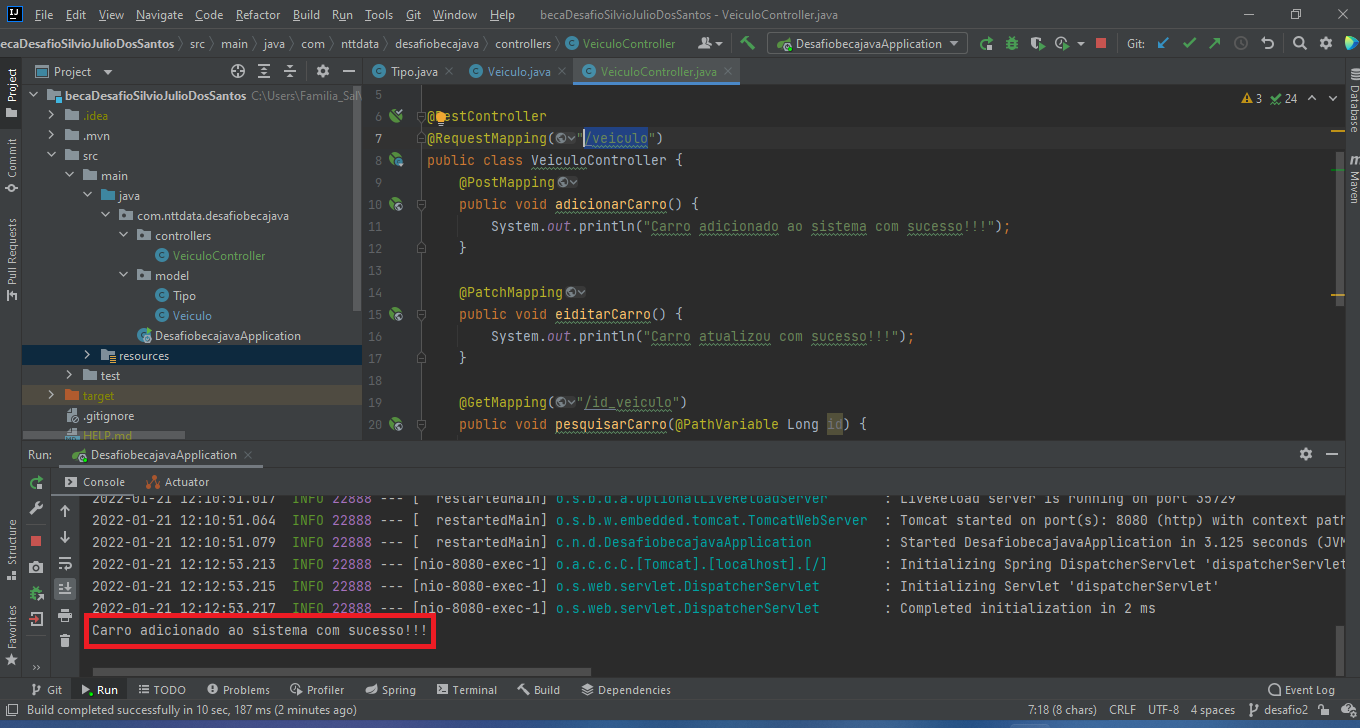 File Edit View Navigate Code Refactor Build Run Tools Git Window Help becaDesafioSilvioJulioDosSantos - VeiculoController.java
ecaDesafioSilvioJulioDosSantos src main java com nttdata desafiobecajava controllers VeiculoController DesafiobecajavaApplication Git:
Project
Tipo.java Veiculo.java VeiculoController.java
Project
Commit
Pull Requests
Structure
Favorites
becaDesafioSilvioJulioDosSantos C:\Users\Familia_Sal
.idea
.mvn
src
main
java
com.nttdata.desafiobecajava
controllers
VeiculoController
model
Tipo
Veiculo
DesafiobecajavaApplication
resources
test
target
.gitignore
HELP.md
3 24
5
6 @RestController
7 @RequestMapping("/veiculo")
8 public class VeiculoController {
9 @PostMapping
10 public void adicionarCarro() {
11 System.out.println("Carro adicionado ao sistema com sucesso!!!");
12 }
13
14 @PatchMapping
15 public void eiditarCarro() {
16 System.out.println("Carro atualizou com sucesso!!!");
17 }
18
19 @GetMapping("/id_veiculo")
20 public void pesquisarCarro(@PathVariable Long id) {
Database
Maven
Run: DesafiobecajavaApplication
Console Actuator
2022-01-21 12:10:51.017 INFO 22888 --- [ restartedMain] o.s.b.d.a.OptionalLiveReloadServer : LiveReload server is running on port 35729
2022-01-21 12:10:51.064 INFO 22888 --- [ restartedMain] o.s.b.w.embedded.tomcat.TomcatWebServer : Tomcat started on port(s): 8080 (http) with context pat
2022-01-21 12:10:51.079 INFO 22888 --- [ restartedMain] c.n.d.DesafiobecajavaApplication : Started DesafiobecajavaApplication in 3.125 seconds (JVM
2022-01-21 12:12:53.213 INFO 22888 --- [nio-8080-exec-1] o.a.c.c.C.[Tomcat].[localhost].[/] : Initializing Spring DispatcherServlet 'dispatcherServlet
2022-01-21 12:12:53.215 INFO 22888 --- [nio-8080-exec-1] o.s.web.servlet.DispatcherServlet : Initializing Servlet 'dispatcherServlet'
2022-01-21 12:12:53.217 INFO 22888 --- [nio-8080-exec-1] o.s.web.servlet.DispatcherServlet : Completed initialization in 2 ms
Carro adicionado ao sistema com sucesso!!!
Git Run TODO Problems Profiler Spring Terminal Build Dependencies Event Log
Build completed successfully in 10 sec, 187 ms (2 minutes ago) 7:18 (8 chars) CRLF UTF-8 4 spaces desafio2